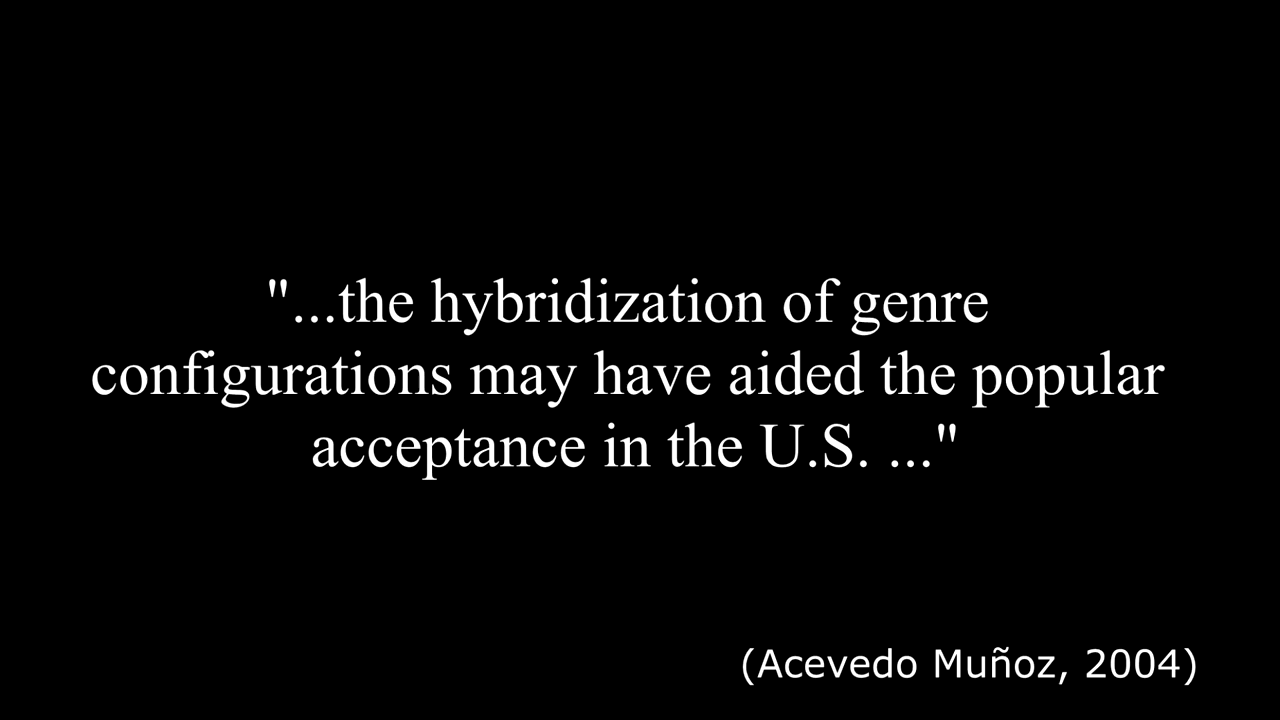 "...the hybridization of genre
configurations may have aided the popular
acceptance in the U.S. ..."
(Acevedo Muñoz, 2004)